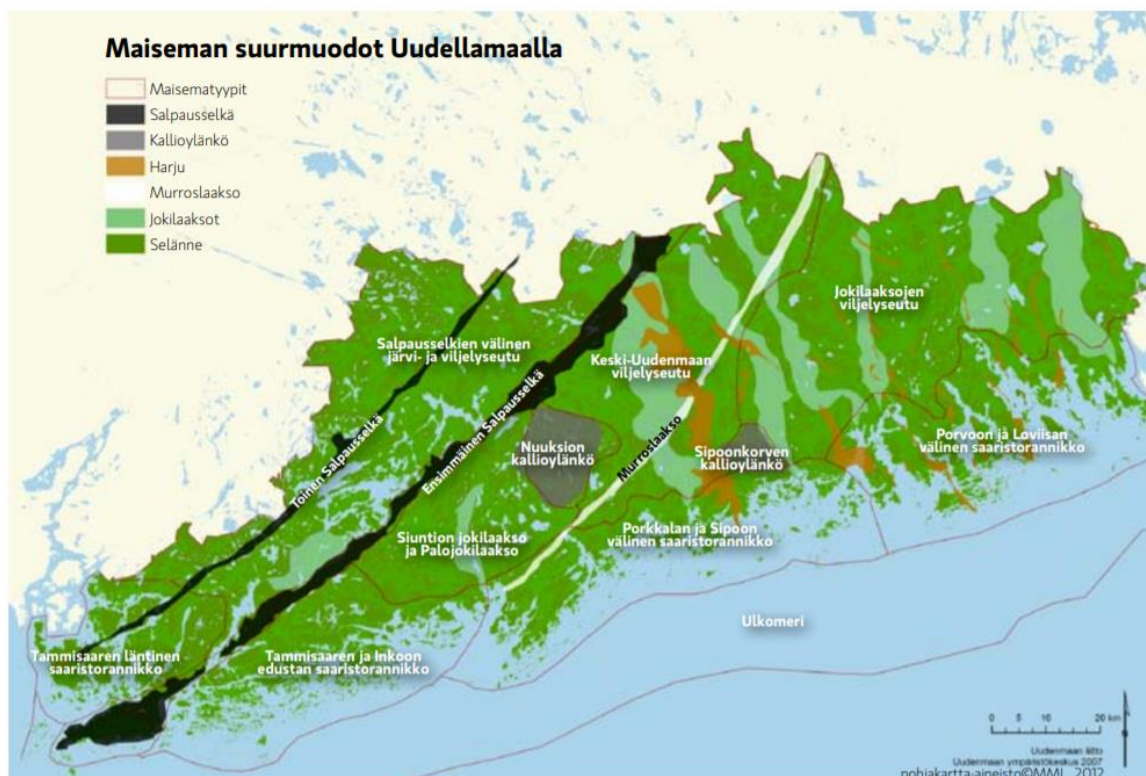 Maiseman suurmuodot Uudellamaalla
Maisematyypit
Salpausselkä
Kallioylänkö
Harju
Murroslaakso
Jokilaaksot
Selänne
Jokilaaksojen
viljelyseutu
Salpausselkien välinen
järvi- ja viljelyseutu
Keski-Uudenmaan
viljelyseutu
Toinen Salpausselkä
Ensimmäinen Salpausselkä
Nuuksion
kallioylänkö
Murroslaakso
Sipoonkorven
kallioylänkö
Porvoon ja Loviisan
välinen saaristorannikko
Siuntion jokilaakso
ja Palojokilaakso
Porkkalan ja Sipoon
välinen saaristorannikko
Ulkomeri
Tammisaaren läntinen
saaristorannikko
Tammisaaren ja Inkoon
edustan saaristorannikko
N
0 5 10 20 km
Uudenmaan liitto
Uudenmaan ympäristökeskus 2007
pohjakartta-aineisto©MML, 2012